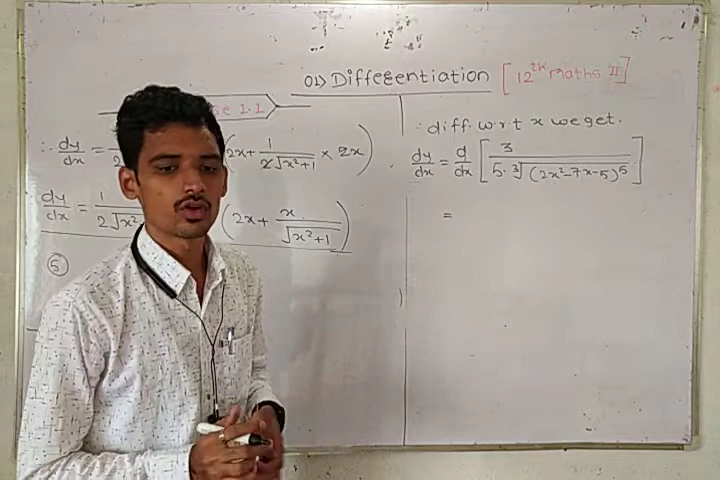 01) Differentiation [12th maths II]
1.1
∴ dy/dx = (2x + 1/(2√(x²+1)) × 2x)
dy/dx = 1/(2√x² (2x + x/√(x²+1))
5
∴ diff. w.r.t x we get.
dy/dx = d/dx [3/(5·³√(2x²-7x-5)⁵)]
=